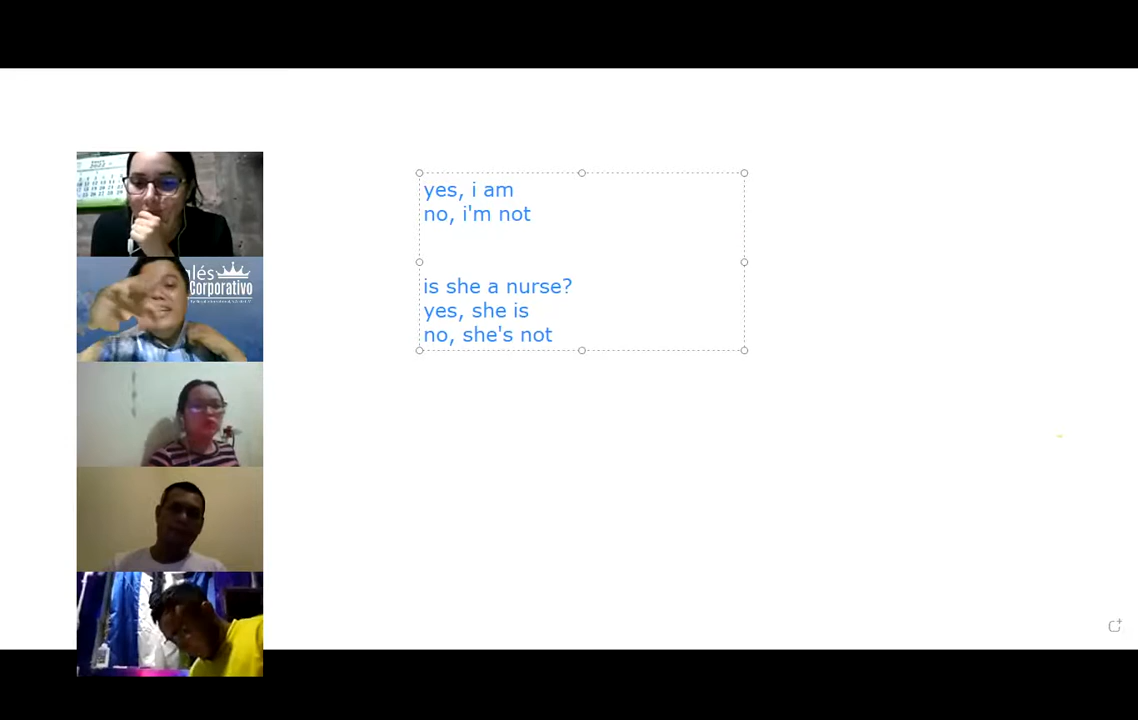 yes, i am
no, i'm not
is she a nurse?
yes, she is
no, she's not
glés
Corporativo